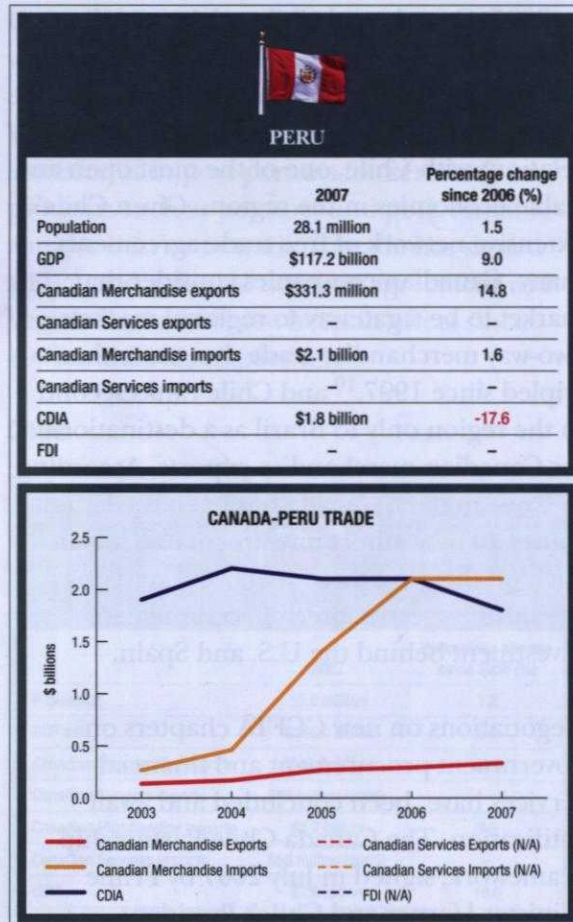 PERU
2007 Percentage change since 2006 (%)
Population 28.1 million 1.5
GDP $117.2 billion 9.0
Canadian Merchandise exports $331.3 million 14.8
Canadian Services exports – –
Canadian Merchandise imports $2.1 billion 1.6
Canadian Services imports
CDIA $1.8 billion -17.6
FDI – –
CANADA-PERU TRADE
$ billions
2.5
2.0
1.5
1.0
0.5
0.0
2003 2004 2005 2006 2007
Canadian Merchandise Exports Canadian Services Exports (N/A)
Canadian Merchandise Imports Canadian Services Imports (N/A)
CDIA FDI (N/A)